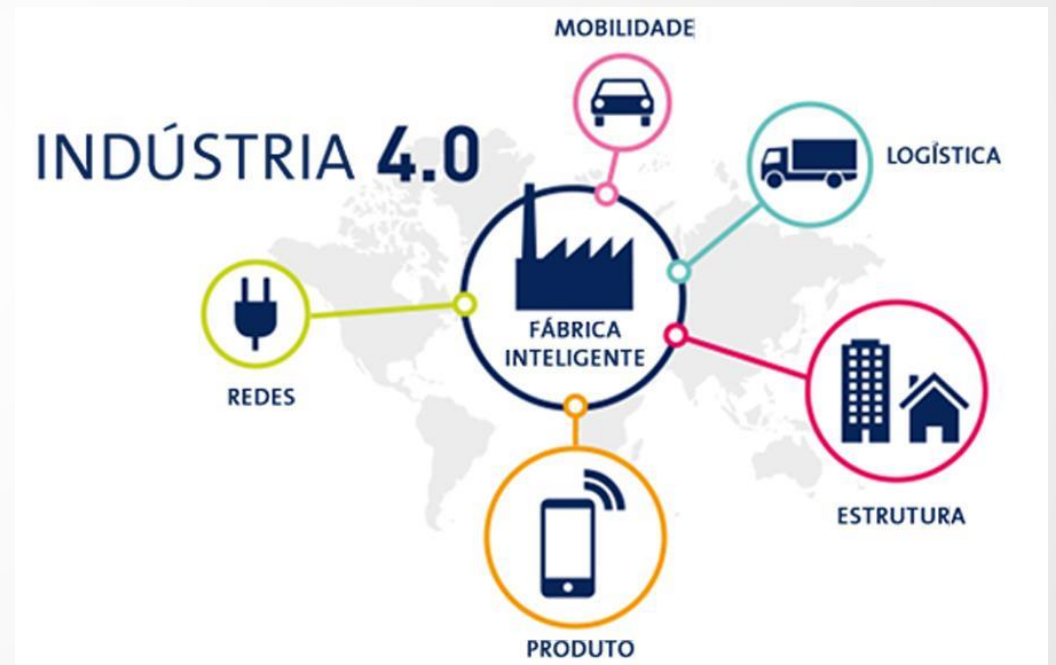 MOBILIDADE
INDÚSTRIA 4.0
LOGÍSTICA
FÁBRICA
INTELIGENTE
REDES
ESTRUTURA
PRODUTO